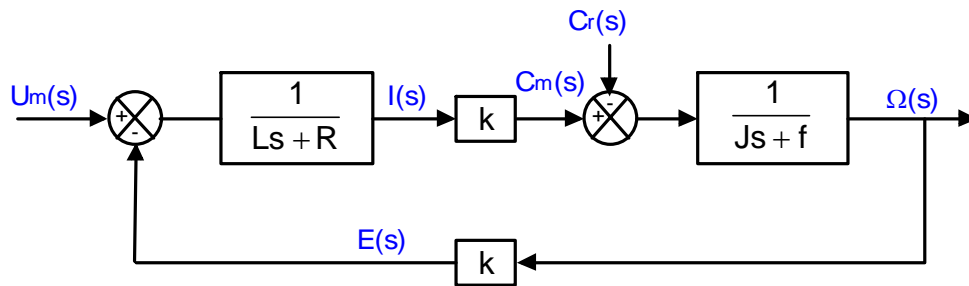 Cr(s)
Um(s)
+
-
1
Ls + R
I(s)
k
Cm(s)
-
+
1
Js + f
Ω(s)
E(s)
k